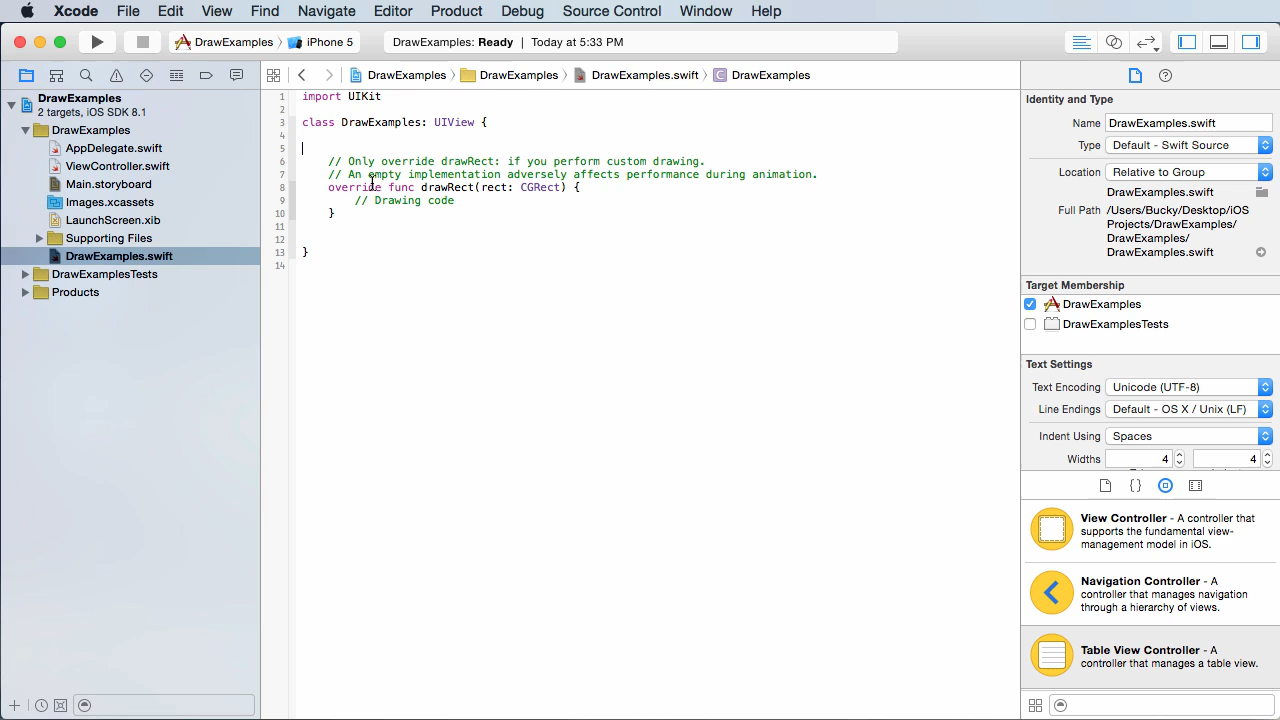 Xcode File Edit View Find Navigate Editor Product Debug Source Control Window Help
DrawExamples iPhone 5 DrawExamples: Ready | Today at 5:33 PM
DrawExamples DrawExamples DrawExamples.swift C DrawExamples
DrawExamples
2 targets, iOS SDK 8.1
DrawExamples
AppDelegate.swift
ViewController.swift
Main.storyboard
Images.xcassets
LaunchScreen.xib
Supporting Files
DrawExamples.swift
DrawExamplesTests
Products
1 import UIKit
2
3 class DrawExamples: UIView {
4
5
6 // Only override drawRect: if you perform custom drawing.
7 // An empty implementation adversely affects performance during animation.
8 override func drawRect(rect: CGRect) {
9 // Drawing code
10 }
11
12
13 }
14
Identity and Type
Name DrawExamples.swift
Type Default - Swift Source
Location Relative to Group
DrawExamples.swift
Full Path /Users/Bucky/Desktop/iOS
Projects/DrawExamples/
DrawExamples/
DrawExamples.swift
Target Membership
DrawExamples
DrawExamplesTests
Text Settings
Text Encoding Unicode (UTF-8)
Line Endings Default - OS X / Unix (LF)
Indent Using Spaces
Widths 4 4
{ }
View Controller - A controller that
supports the fundamental view-
management model in iOS.
Navigation Controller - A
controller that manages navigation
through a hierarchy of views.
Table View Controller - A
controller that manages a table view.